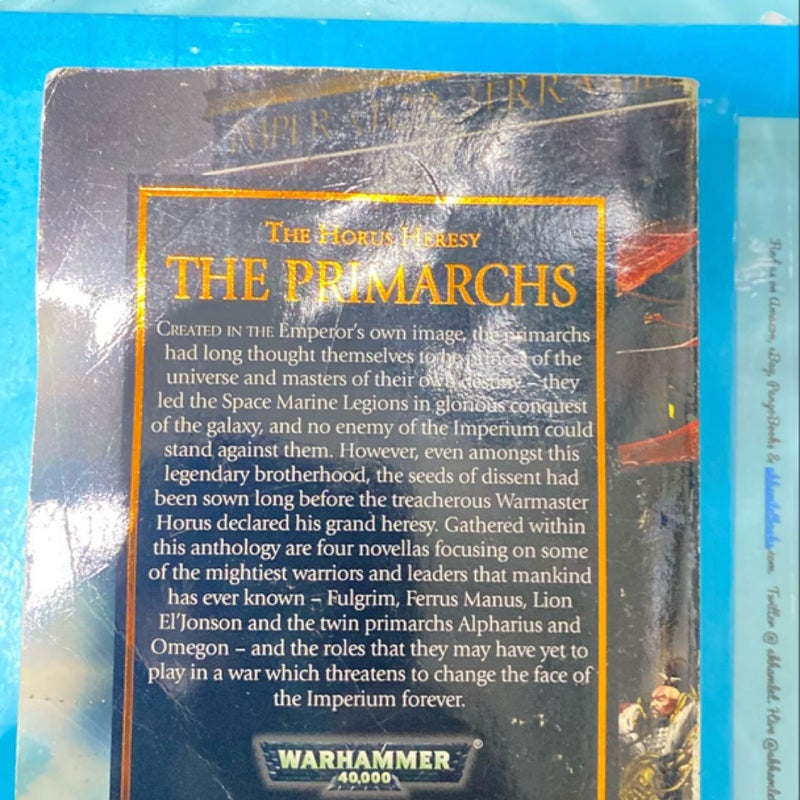 THE HORUS HERESY
THE PRIMARCHS
CREATED IN THE Emperor's own image, the primarchs
had long thought themselves to be princes of the
universe and masters of their own destiny – they
led the Space Marine Legions in glorious conquest
of the galaxy, and no enemy of the Imperium could
stand against them. However, even amongst this
legendary brotherhood, the seeds of dissent had
been sown long before the treacherous Warmaster
Horus declared his grand heresy. Gathered within
this anthology are four novellas focusing on some
of the mightiest warriors and leaders that mankind
has ever known – Fulgrim, Ferrus Manus, Lion
El'Jonson and the twin primarchs Alpharius and
Omegon – and the roles that they may have yet to
play in a war which threatens to change the face of
the Imperium forever.
WARHAMMER®
40,000
Find us on Amazon, eBay, PangoBooks &